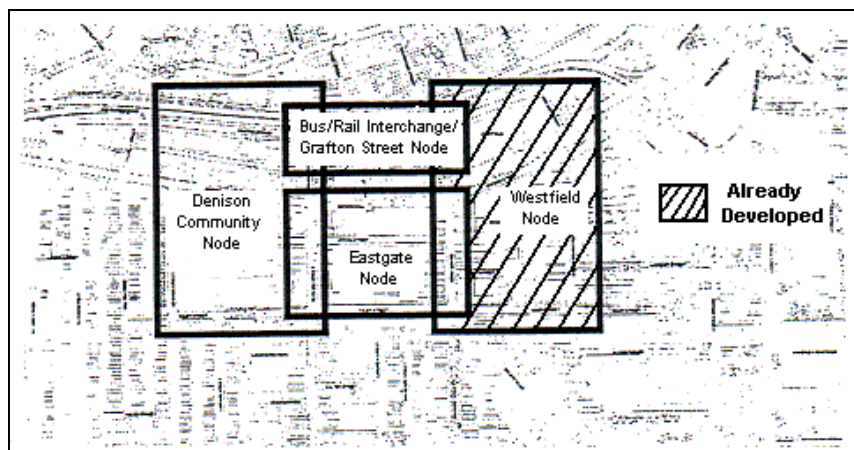 Bus/Rail Interchange/
Grafton Street Node
Denison
Community
Node
Westfield
Node
Eastgate
Node
Already
Developed